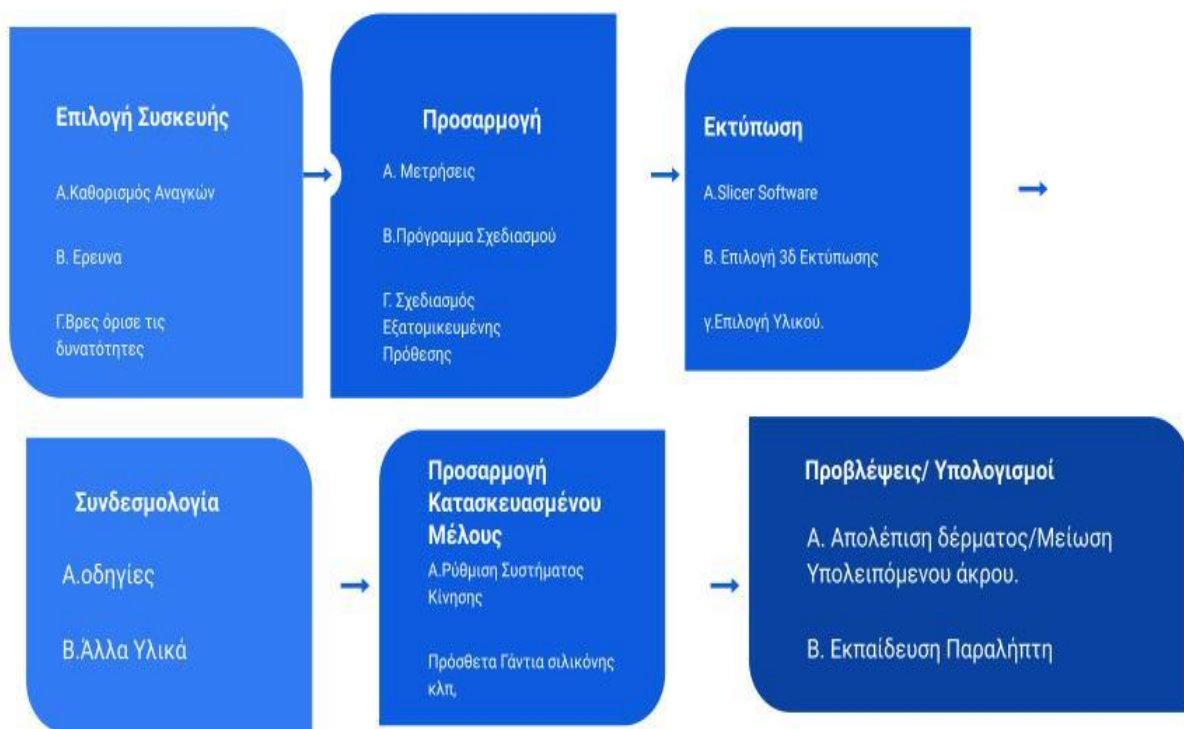 Επιλογή Συσκευής
Α.Καθορισμός Αναγκών
Β. Ερευνα
Γ.Βρες όρισε τις
δυνατότητες
Προσαρμογή
Α. Μετρήσεις
Β.Πρόγραμμα Σχεδιασμού
Γ. Σχεδιασμός
Εξατομικευμένης
Πρόθεσης
Εκτύπωση
Α.Slicer Software
Β. Επιλογή 3δ Εκτύπωσης
γ.Επιλογή Υλικού.
Συνδεσμολογία
Α.οδηγίες
Β.Άλλα Υλικά
Προσαρμογή
Κατασκευασμένου
Μέλους
Α.Ρύθμιση Συστήματος
Κίνησης
Πρόσθετα Γάντια σιλικόνης
κλπ,
Προβλέψεις/ Υπολογισμοί
Α. Απολέπιση δέρματος/Μείωση
Υπολειπόμενου άκρου.
Β. Εκπαίδευση Παραλήπτη